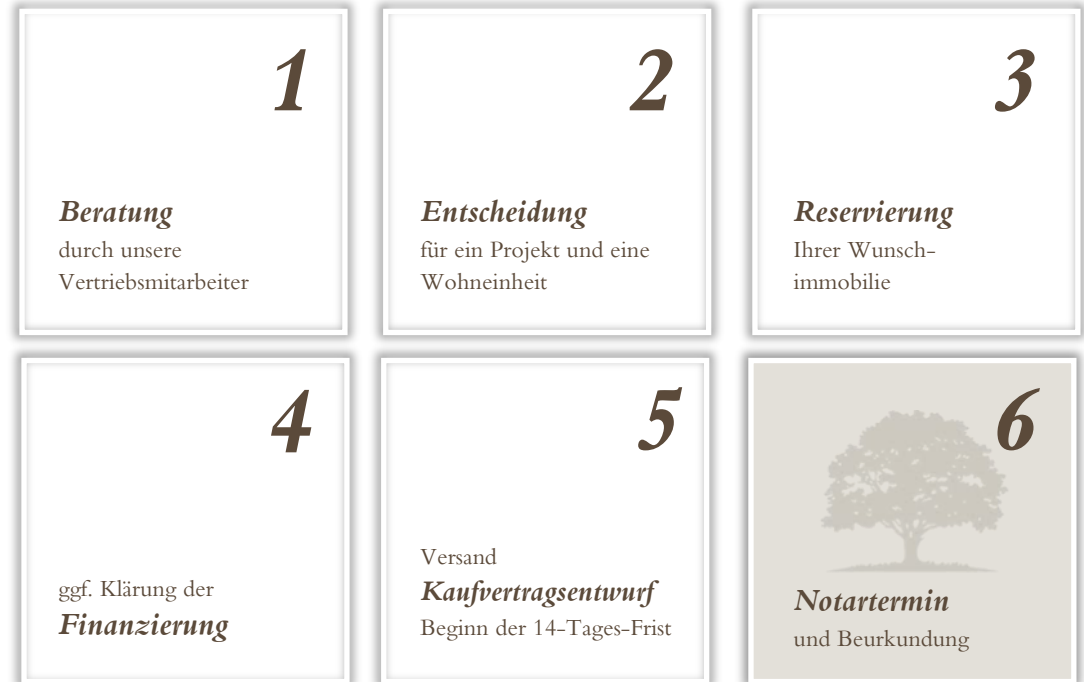 1
Beratung
durch unsere
Vertriebsmitarbeiter
2
Entscheidung
für ein Projekt und eine
Wohneinheit
3
Reservierung
Ihrer Wunsch-
immobilie
4
ggf. Klärung der
Finanzierung
5
Versand
Kaufvertragsentwurf
Beginn der 14-Tages-Frist
6
Notartermin
und Beurkundung